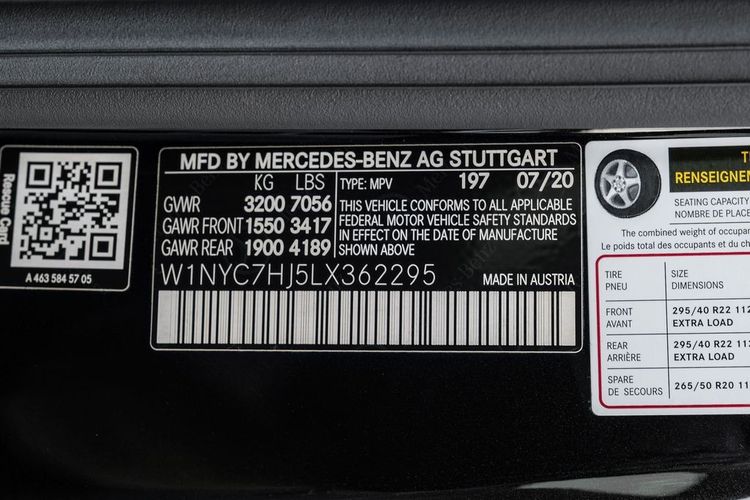 Rescue Card
A 463 584 57 05
MFD BY MERCEDES-BENZ AG STUTTGART
KG LBS
GVWR 3200 7056
GAWR FRONT 1550 3417
GAWR REAR 1900 4189
TYPE: MPV 197 07/20
THIS VEHICLE CONFORMS TO ALL APPLICABLE
FEDERAL MOTOR VEHICLE SAFETY STANDARDS
IN EFFECT ON THE DATE OF MANUFACTURE
SHOWN ABOVE
W1NYC7HJ5LX362295
MADE IN AUSTRIA
SEATING CAPACITY
NOMBRE DE PLACE
The combined weight of occupa
Le poids total des occupants et du ch
TIRE SIZE
PNEU DIMENSIONS
FRONT 295/40 R22 112
AVANT EXTRA LOAD
REAR 295/40 R22 112
ARRIÈRE EXTRA LOAD
SPARE 265/50 R20 11
DE SECOURS